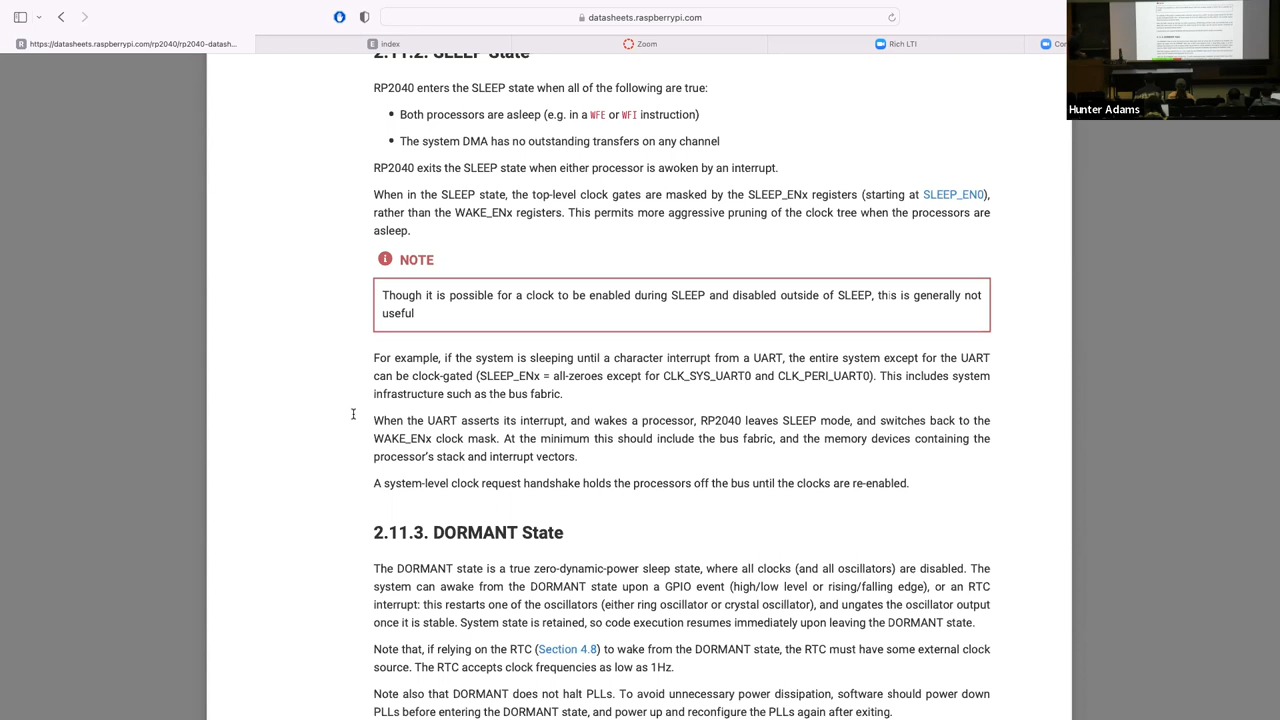 datasheets.raspberrypi.com
R https://datasheets.raspberrypi.com/rp2040/rp2040-datash...
E index
zoom
Cor
Hunter Adams
2.11.2. SLEEP State
RP2040 enters the SLEEP state when all of the following are true:
• Both processors are asleep (e.g. in a WFE or WFI instruction)
• The system DMA has no outstanding transfers on any channel
RP2040 exits the SLEEP state when either processor is awoken by an interrupt.
When in the SLEEP state, the top-level clock gates are masked by the SLEEP_ENx registers (starting at SLEEP_EN0),
rather than the WAKE_ENx registers. This permits more aggressive pruning of the clock tree when the processors are
asleep.
NOTE
Though it is possible for a clock to be enabled during SLEEP and disabled outside of SLEEP, this is generally not
useful
For example, if the system is sleeping until a character interrupt from a UART, the entire system except for the UART
can be clock-gated (SLEEP_ENx = all-zeroes except for CLK_SYS_UART0 and CLK_PERI_UART0). This includes system
infrastructure such as the bus fabric.
When the UART asserts its interrupt, and wakes a processor, RP2040 leaves SLEEP mode, and switches back to the
WAKE_ENx clock mask. At the minimum this should include the bus fabric, and the memory devices containing the
processor's stack and interrupt vectors.
A system-level clock request handshake holds the processors off the bus until the clocks are re-enabled.
2.11.3. DORMANT State
The DORMANT state is a true zero-dynamic-power sleep state, where all clocks (and all oscillators) are disabled. The
system can awake from the DORMANT state upon a GPIO event (high/low level or rising/falling edge), or an RTC
interrupt: this restarts one of the oscillators (either ring oscillator or crystal oscillator), and ungates the oscillator output
once it is stable. System state is retained, so code execution resumes immediately upon leaving the DORMANT state.
Note that, if relying on the RTC (Section 4.8) to wake from the DORMANT state, the RTC must have some external clock
source. The RTC accepts clock frequencies as low as 1Hz.
Note also that DORMANT does not halt PLLs. To avoid unnecessary power dissipation, software should power down
PLLs before entering the DORMANT state, and power up and reconfigure the PLLs again after exiting.